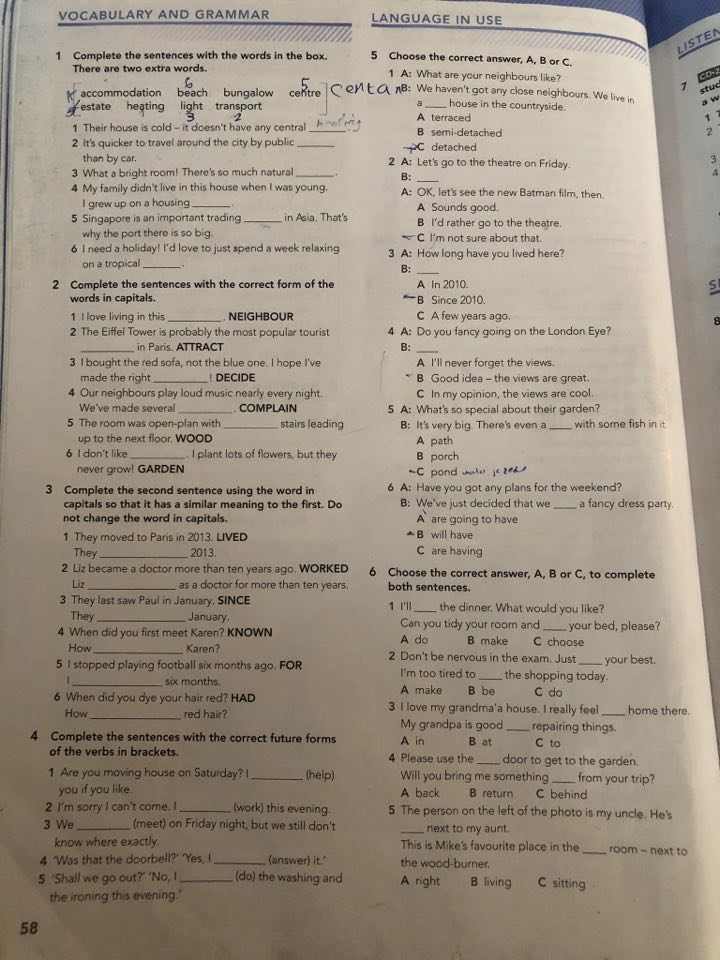 VOCABULARY AND GRAMMAR
1 Complete the sentences with the words in the box.
There are two extra words.
6 5
accommodation beach bungalow centre
estate heating light transport
3 2
1 Their house is cold – it doesn't have any central heating.
2 It's quicker to travel around the city by public ______
than by car.
3 What a bright room! There's so much natural ______.
4 My family didn't live in this house when I was young.
I grew up on a housing ______.
5 Singapore is an important trading ______ in Asia. That's
why the port there is so big.
6 I need a holiday! I'd love to just spend a week relaxing
on a tropical ______.
2 Complete the sentences with the correct form of the
words in capitals.
1 I love living in this ______. NEIGHBOUR
2 The Eiffel Tower is probably the most popular tourist
______ in Paris. ATTRACT
3 I bought the red sofa, not the blue one. I hope I've
made the right ______! DECIDE
4 Our neighbours play loud music nearly every night.
We've made several ______. COMPLAIN
5 The room was open-plan with ______ stairs leading
up to the next floor. WOOD
6 I don't like ______. I plant lots of flowers, but they
never grow! GARDEN
3 Complete the second sentence using the word in
capitals so that it has a similar meaning to the first. Do
not change the word in capitals.
1 They moved to Paris in 2013. LIVED
They ______ 2013.
2 Liz became a doctor more than ten years ago. WORKED
Liz ______ as a doctor for more than ten years.
3 They last saw Paul in January. SINCE
They ______ January.
4 When did you first meet Karen? KNOWN
How ______ Karen?
5 I stopped playing football six months ago. FOR
I ______ six months.
6 When did you dye your hair red? HAD
How ______ red hair?
4 Complete the sentences with the correct future forms
of the verbs in brackets.
1 Are you moving house on Saturday? I ______ (help)
you if you like.
2 I'm sorry I can't come. I ______ (work) this evening.
3 We ______ (meet) on Friday night, but we still don't
know where exactly.
4 'Was that the doorbell?' 'Yes, I ______ (answer) it.'
5 'Shall we go out?' 'No, I ______ (do) the washing and
the ironing this evening.'
58
LANGUAGE IN USE
5 Choose the correct answer, A, B or C.
1 A: What are your neighbours like?
B: We haven't got any close neighbours. We live in
a ____ house in the countryside.
A terraced
B semi-detached
C detached
2 A: Let's go to the theatre on Friday.
B: ____
A: OK, let's see the new Batman film, then.
A Sounds good.
B I'd rather go to the theatre.
C I'm not sure about that.
3 A: How long have you lived here?
B: ____
A In 2010.
B Since 2010.
C A few years ago.
4 A: Do you fancy going on the London Eye?
B: ____
A I'll never forget the views.
B Good idea – the views are great.
C In my opinion, the views are cool.
5 A: What's so special about their garden?
B: It's very big. There's even a ____ with some fish in it.
A path
B porch
C pond malo jezero
6 A: Have you got any plans for the weekend?
B: We've just decided that we ____ a fancy dress party.
A are going to have
B will have
C are having
6 Choose the correct answer, A, B or C, to complete
both sentences.
1 I'll ____ the dinner. What would you like?
Can you tidy your room and ____ your bed, please?
A do B make C choose
2 Don't be nervous in the exam. Just ____ your best.
I'm too tired to ____ the shopping today.
A make B be C do
3 I love my grandma'a house. I really feel ____ home there.
My grandpa is good ____ repairing things.
A in B at C to
4 Please use the ____ door to get to the garden.
Will you bring me something ____ from your trip?
A back B return C behind
5 The person on the left of the photo is my uncle. He's
____ next to my aunt.
This is Mike's favourite place in the ____ room – next to
the wood-burner.
A right B living C sitting
LISTEN
7 CD•2
stud
a w
1
2
3
4
8